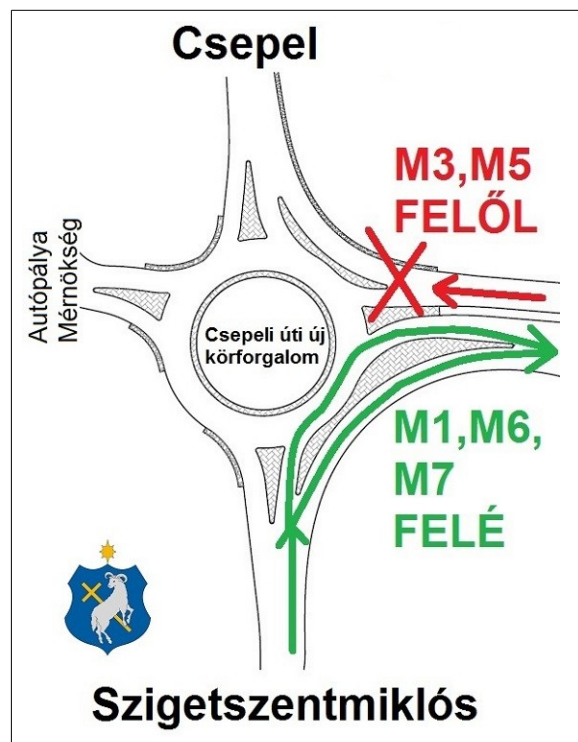 Csepel
M3,M5
FELŐL
Autópálya
Mérnökség
Csepeli úti új
körforgalom
M1,M6,
M7
FELÉ
Szigetszentmiklós